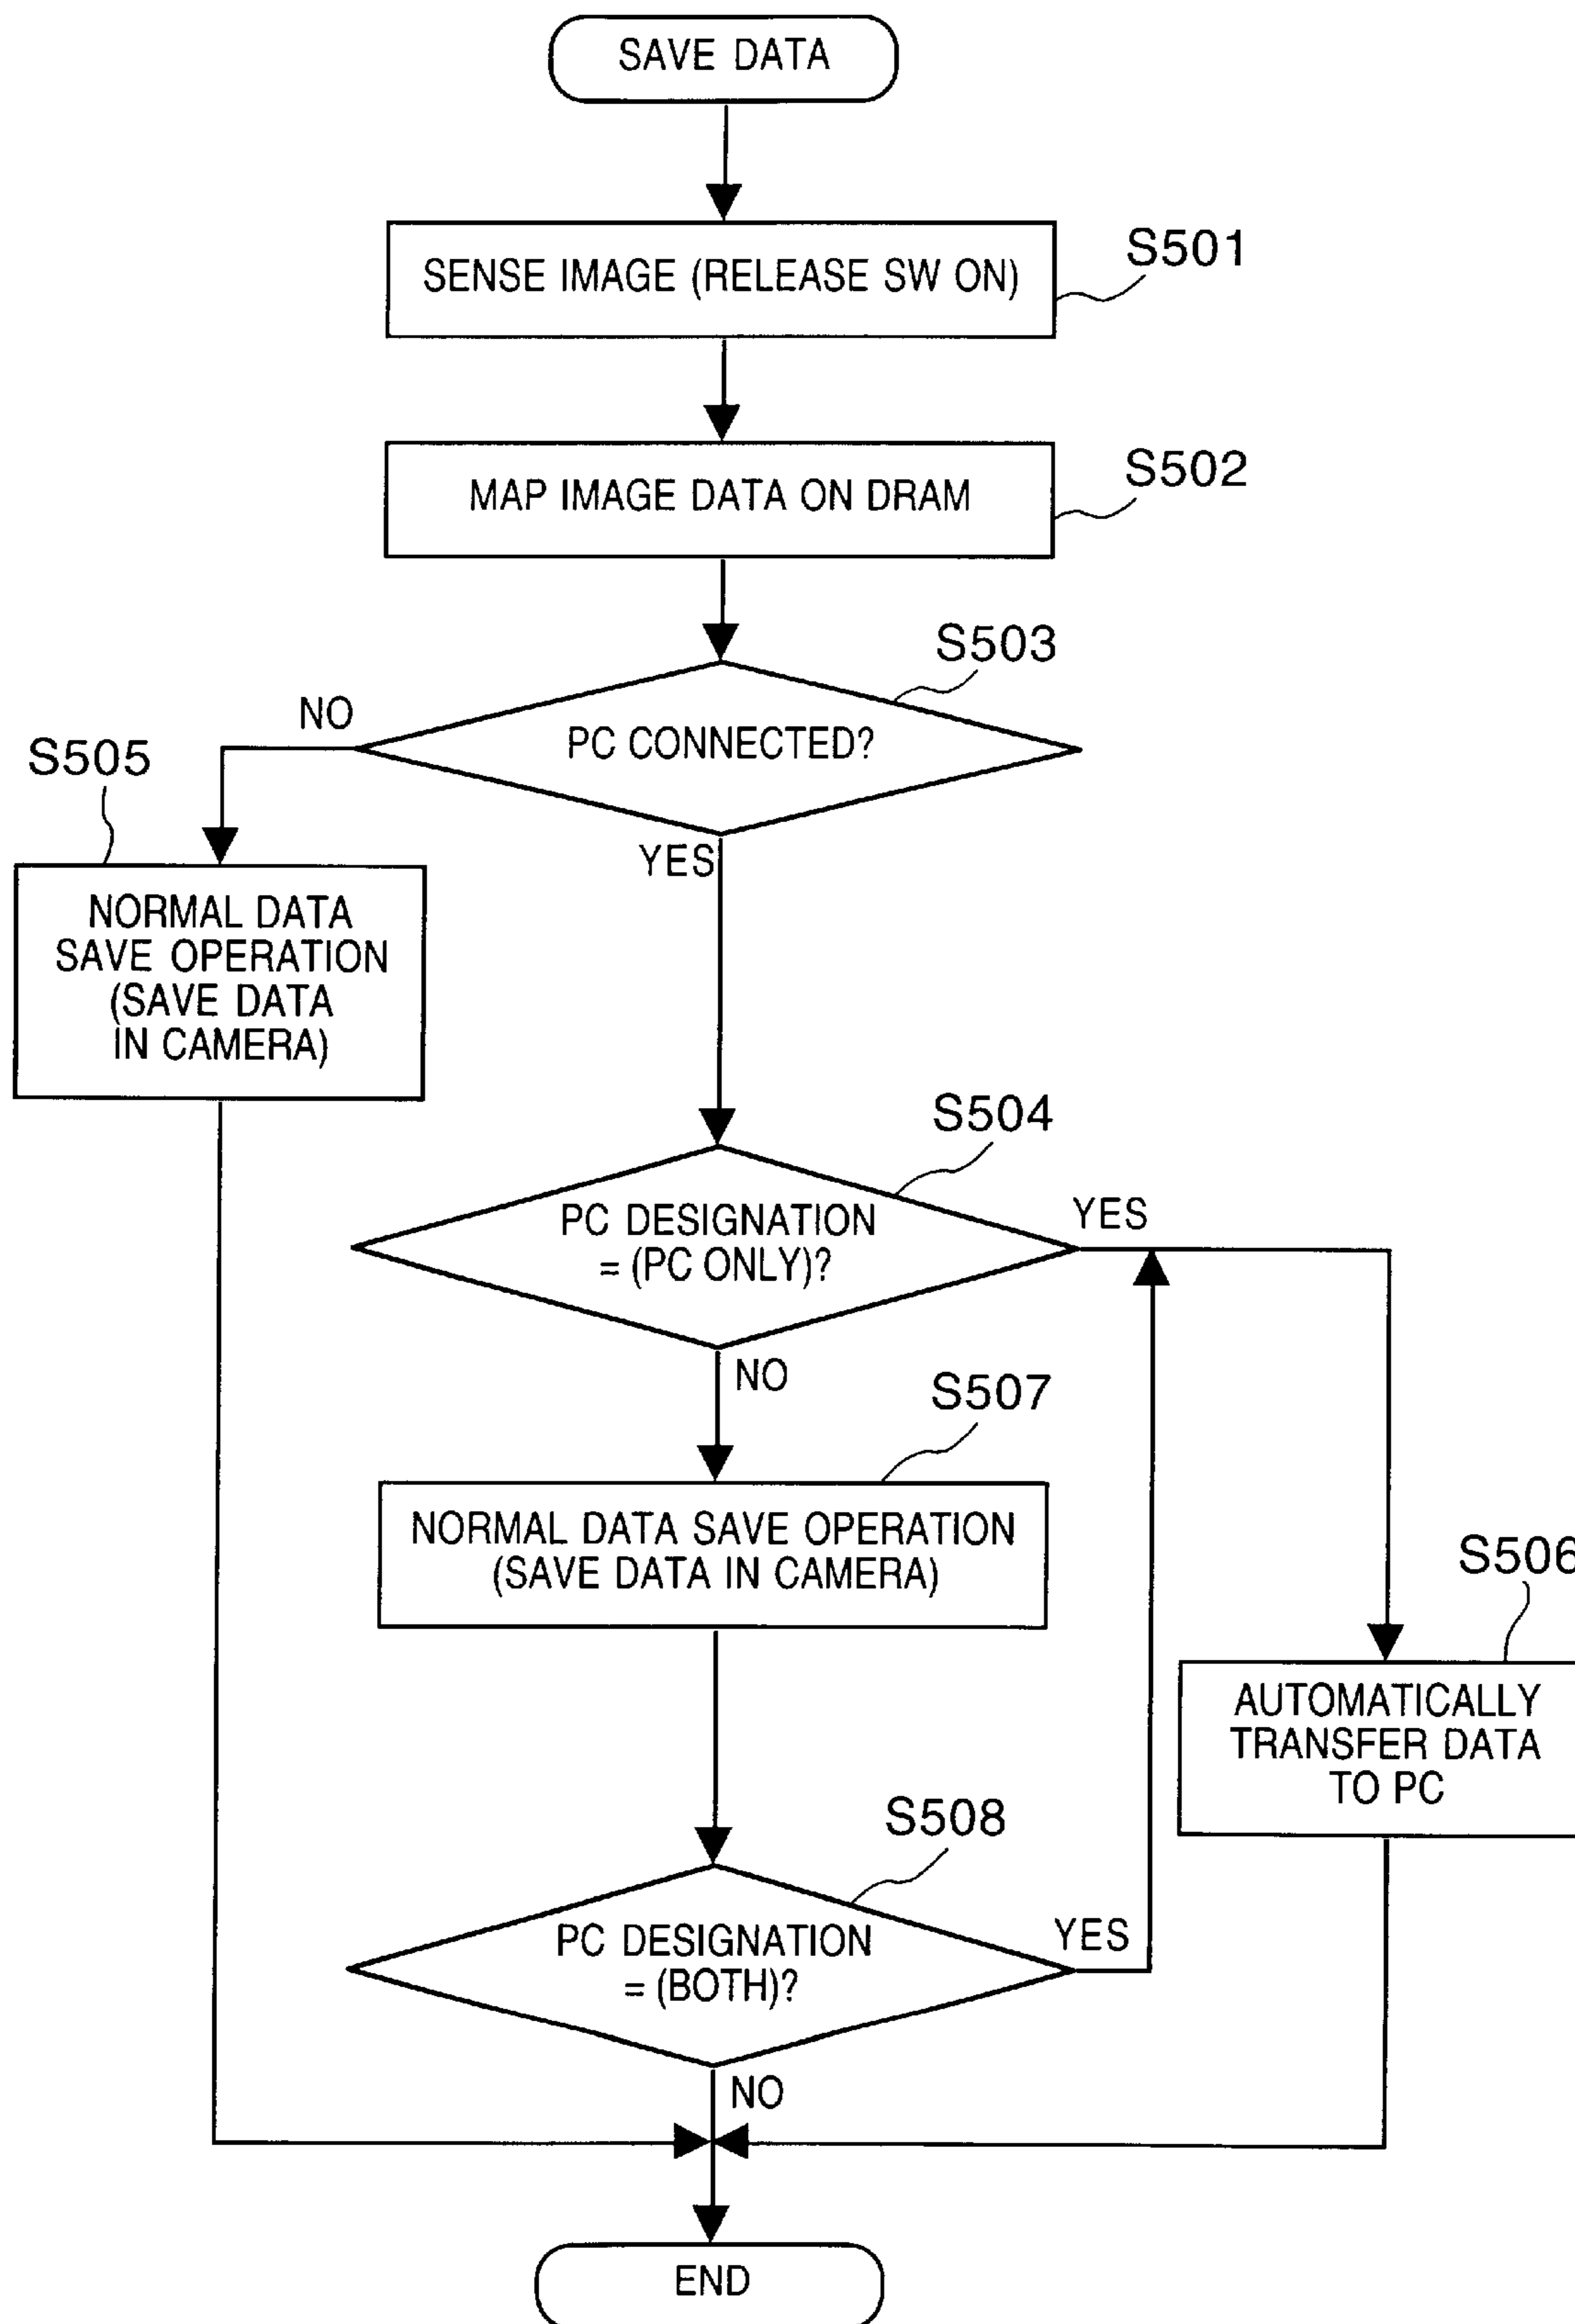 SAVE DATA
SENSE IMAGE (RELEASE SW ON)
S501
MAP IMAGE DATA ON DRAM
S502
S503
PC CONNECTED?
NO
YES
S505
NORMAL DATA
SAVE OPERATION
(SAVE DATA
IN CAMERA)
S504
PC DESIGNATION
= (PC ONLY)?
YES
NO
S507
NORMAL DATA SAVE OPERATION
(SAVE DATA IN CAMERA)
S506
AUTOMATICALLY
TRANSFER DATA
TO PC
S508
PC DESIGNATION
= (BOTH)?
YES
NO
END